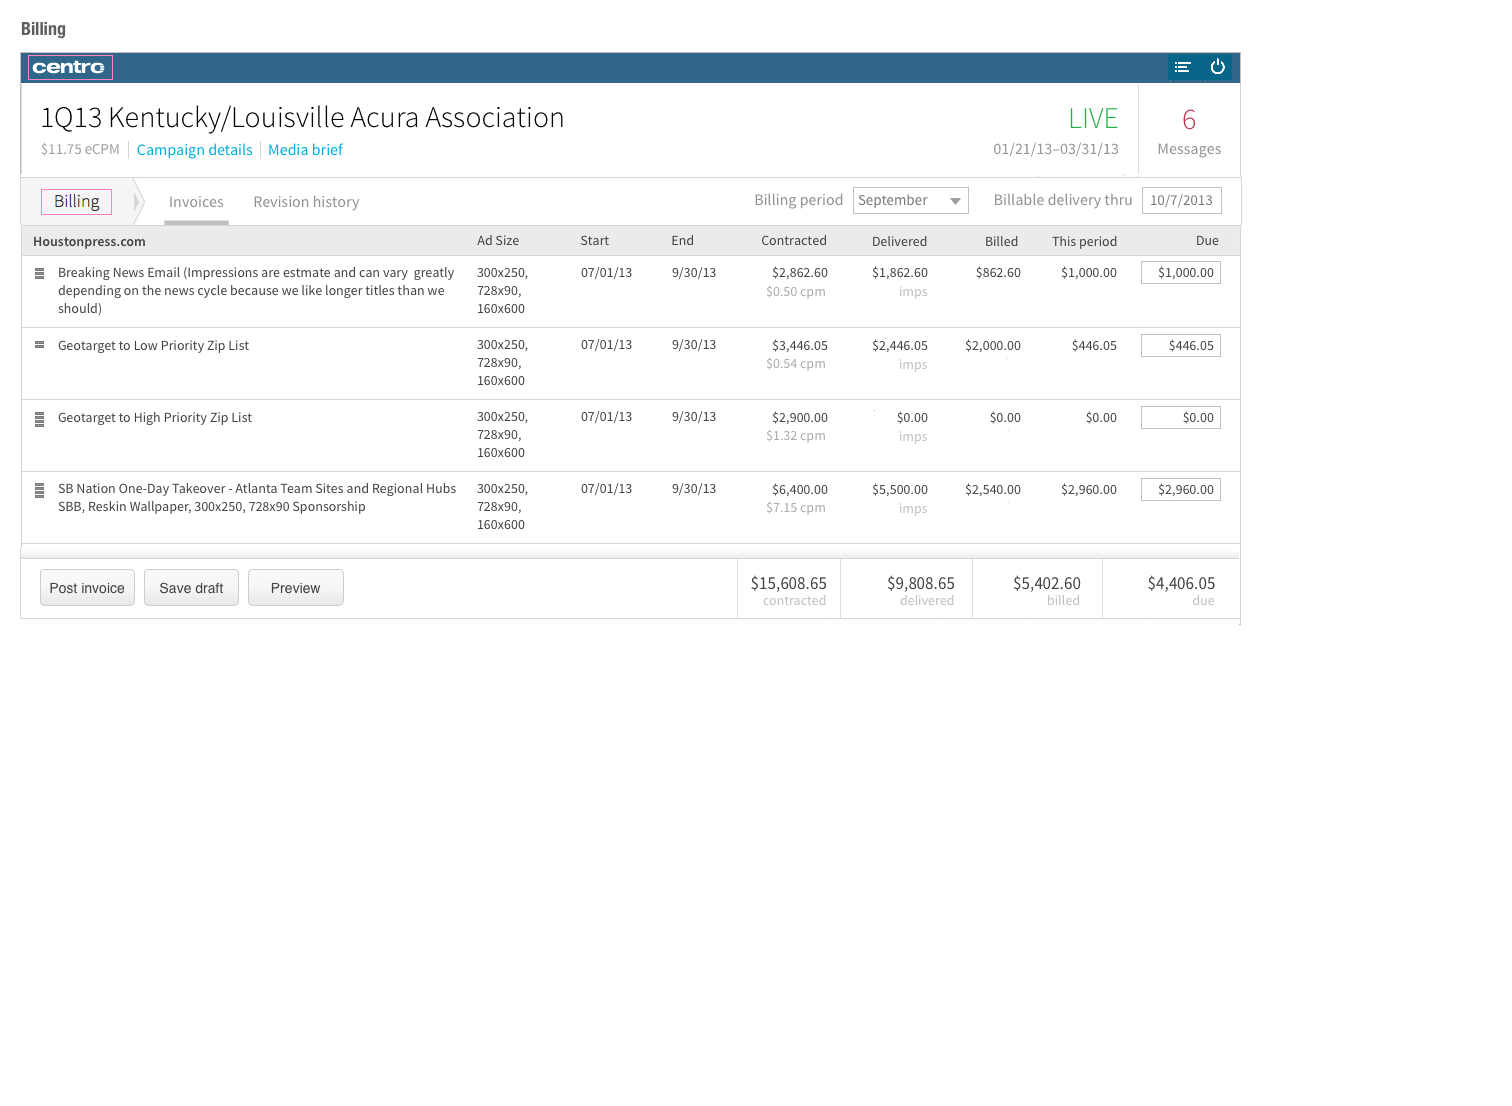 Billing
centro
1Q13 Kentucky/Louisville Acura Association
$11.75 eCPM Campaign details Media brief
LIVE
01/21/13–03/31/13
6
Messages
Billing Invoices Revision history Billing period September Billable delivery thru 10/7/2013
Houstonpress.com Ad Size Start End Contracted Delivered Billed This period Due
Breaking News Email (Impressions are estmate and can vary greatly 300x250, 07/01/13 9/30/13 $2,862.60 $1,862.60 $862.60 $1,000.00 $1,000.00
depending on the news cycle because we like longer titles than we 728x90, $0.50 cpm imps
should) 160x600
Geotarget to Low Priority Zip List 300x250, 07/01/13 9/30/13 $3,446.05 $2,446.05 $2,000.00 $446.05 $446.05
728x90, $0.54 cpm imps
160x600
Geotarget to High Priority Zip List 300x250, 07/01/13 9/30/13 $2,900.00 $0.00 $0.00 $0.00 $0.00
728x90, $1.32 cpm imps
160x600
SB Nation One-Day Takeover - Atlanta Team Sites and Regional Hubs 300x250, 07/01/13 9/30/13 $6,400.00 $5,500.00 $2,540.00 $2,960.00 $2,960.00
SBB, Reskin Wallpaper, 300x250, 728x90 Sponsorship 728x90, $7.15 cpm imps
160x600
Post invoice Save draft Preview $15,608.65 $9,808.65 $5,402.60 $4,406.05
contracted delivered billed due